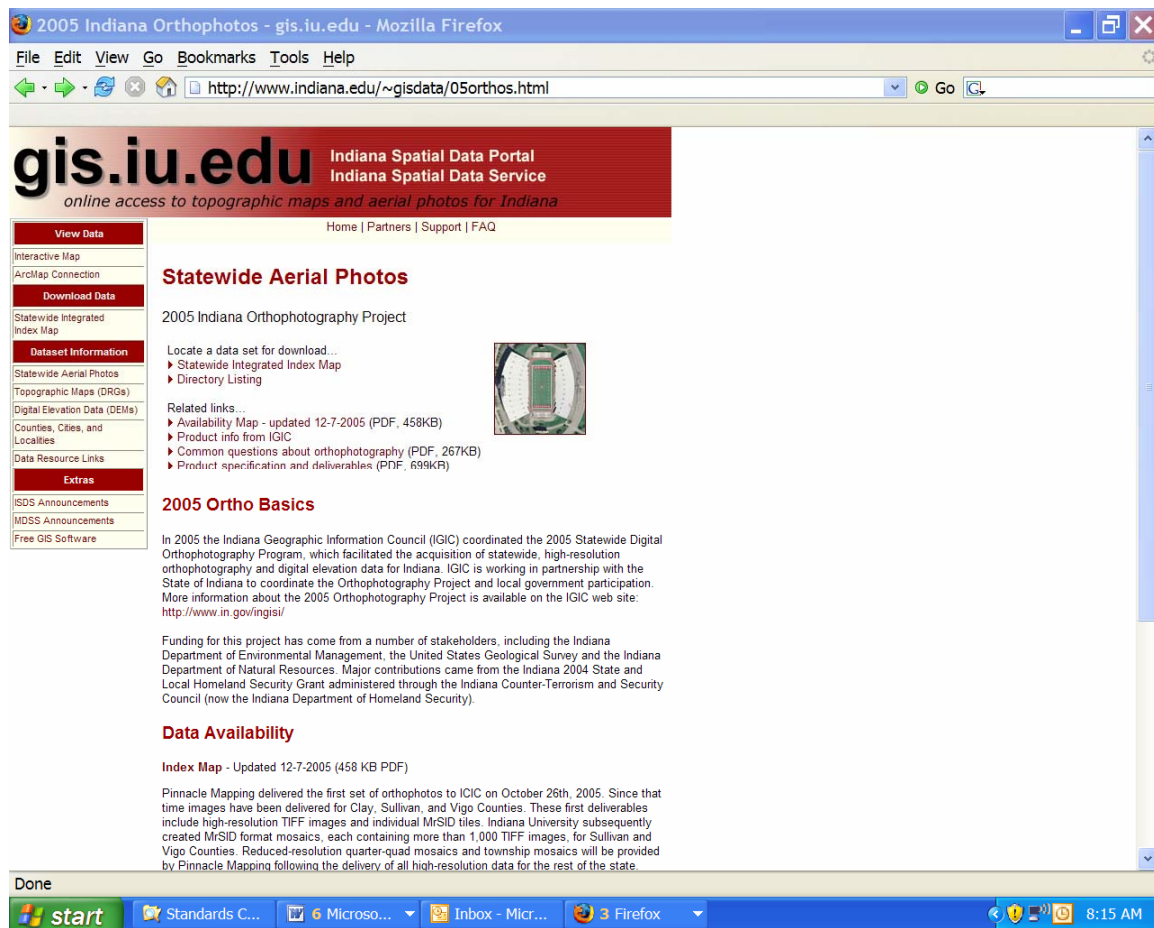 2005 Indiana Orthophotos - gis.iu.edu - Mozilla Firefox
File Edit View Go Bookmarks Tools Help
http://www.indiana.edu/~gisdata/05orthos.html
Go
G
gis.iu.edu
Indiana Spatial Data Portal
Indiana Spatial Data Service
online access to topographic maps and aerial photos for Indiana
Home | Partners | Support | FAQ
View Data
Interactive Map
ArcMap Connection
Download Data
Statewide Integrated
Index Map
Dataset Information
Statewide Aerial Photos
Topographic Maps (DRGs)
Digital Elevation Data (DEMs)
Counties, Cities, and
Localities
Data Resource Links
Extras
ISDS Announcements
MDSS Announcements
Free GIS Software
Statewide Aerial Photos
2005 Indiana Orthophotography Project
Locate a data set for download...
Statewide Integrated Index Map
Directory Listing
Related links...
Availability Map - updated 12-7-2005 (PDF, 458KB)
Product info from IGIC
Common questions about orthophotography (PDF, 267KB)
Product specification and deliverables (PDF, 699KB)
2005 Ortho Basics
In 2005 the Indiana Geographic Information Council (IGIC) coordinated the 2005 Statewide Digital
Orthophotography Program, which facilitated the acquisition of statewide, high-resolution
orthophotography and digital elevation data for Indiana. IGIC is working in partnership with the
State of Indiana to coordinate the Orthophotography Project and local government participation.
More information about the 2005 Orthophotography Project is available on the IGIC web site:
http://www.in.gov/ingisi/
Funding for this project has come from a number of stakeholders, including the Indiana
Department of Environmental Management, the United States Geological Survey and the Indiana
Department of Natural Resources. Major contributions came from the Indiana 2004 State and
Local Homeland Security Grant administered through the Indiana Counter-Terrorism and Security
Council (now the Indiana Department of Homeland Security).
Data Availability
Index Map - Updated 12-7-2005 (458 KB PDF)
Pinnacle Mapping delivered the first set of orthophotos to ICIC on October 26th, 2005. Since that
time images have been delivered for Clay, Sullivan, and Vigo Counties. These first deliverables
include high-resolution TIFF images and individual MrSID tiles. Indiana University subsequently
created MrSID format mosaics, each containing more than 1,000 TIFF images, for Sullivan and
Vigo Counties. Reduced-resolution quarter-quad mosaics and township mosaics will be provided
by Pinnacle Mapping following the delivery of all high-resolution data for the rest of the state.
Done
start
Standards C...
6 Microso...
Inbox - Micr...
3 Firefox
8:15 AM